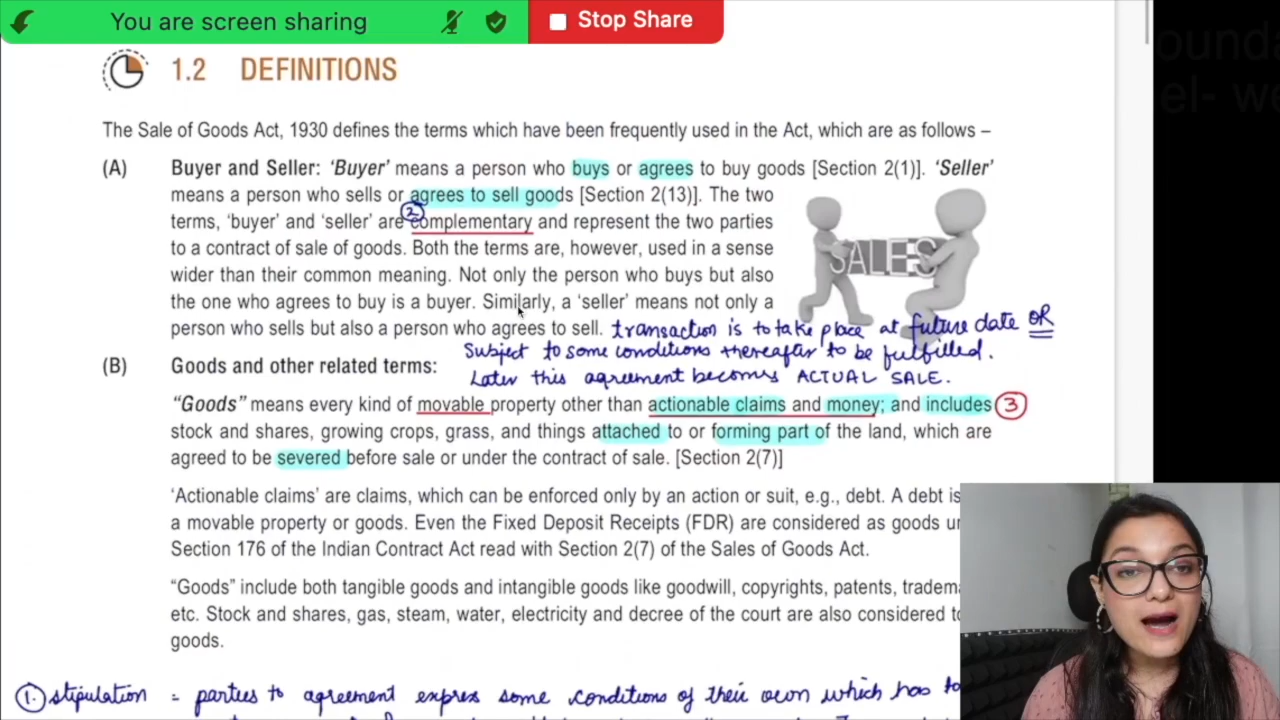 You are screen sharing
Stop Share
ound
el- we
1.2 DEFINITIONS
The Sale of Goods Act, 1930 defines the terms which have been frequently used in the Act, which are as follows –
(A) Buyer and Seller: 'Buyer' means a person who buys or agrees to buy goods [Section 2(1)]. 'Seller'
means a person who sells or agrees to sell goods [Section 2(13)]. The two
terms, 'buyer' and 'seller' are complementary and represent the two parties
2
to a contract of sale of goods. Both the terms are, however, used in a sense
wider than their common meaning. Not only the person who buys but also
the one who agrees to buy is a buyer. Similarly, a 'seller' means not only a
person who sells but also a person who agrees to sell.
SALES
transaction is to take place at future date OR
Subject to some conditions thereafter to be fulfilled.
Later this agreement becomes ACTUAL SALE.
(B) Goods and other related terms:
"Goods" means every kind of movable property other than actionable claims and money; and includes 3
stock and shares, growing crops, grass, and things attached to or forming part of the land, which are
agreed to be severed before sale or under the contract of sale. [Section 2(7)]
'Actionable claims' are claims, which can be enforced only by an action or suit, e.g., debt. A debt is
a movable property or goods. Even the Fixed Deposit Receipts (FDR) are considered as goods u
Section 176 of the Indian Contract Act read with Section 2(7) of the Sales of Goods Act.
"Goods" include both tangible goods and intangible goods like goodwill, copyrights, patents, tradema
etc. Stock and shares, gas, steam, water, electricity and decree of the court are also considered to
goods.
1. stipulation = parties to agreement express some conditions of their own which has to